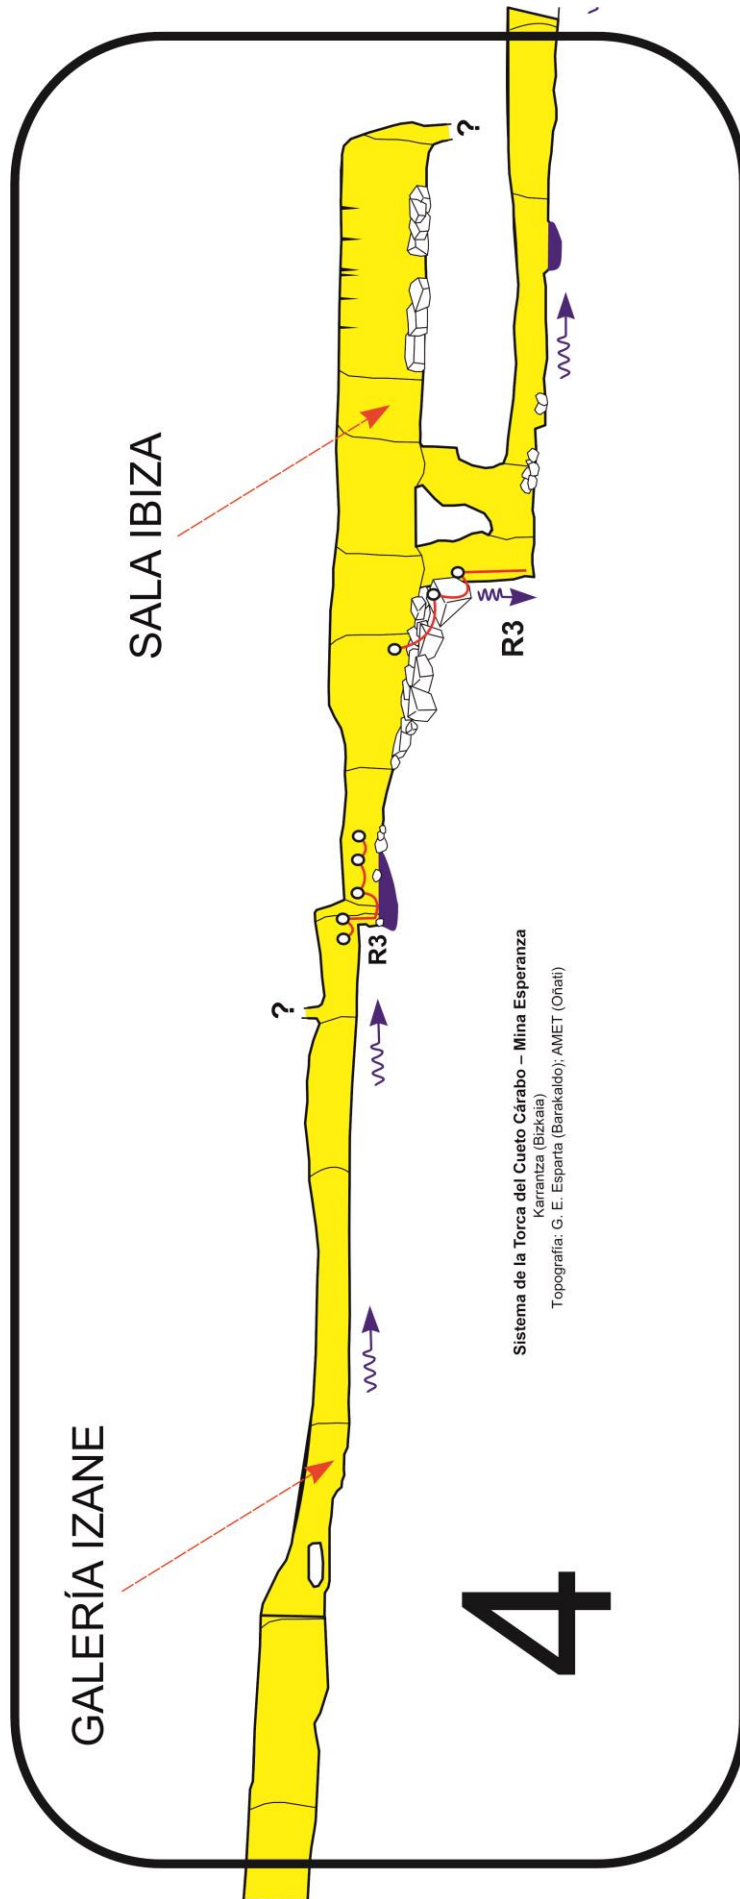 GALERÍA IZANE
SALA IBIZA
?
?
R3
R3
4
Sistema de la Torca del Cueto Cárabo – Mina Esperanza
Karrantza (Bizkaia)
Topografía: G. E. Esparta (Barakaldo); AMET (Oñati)